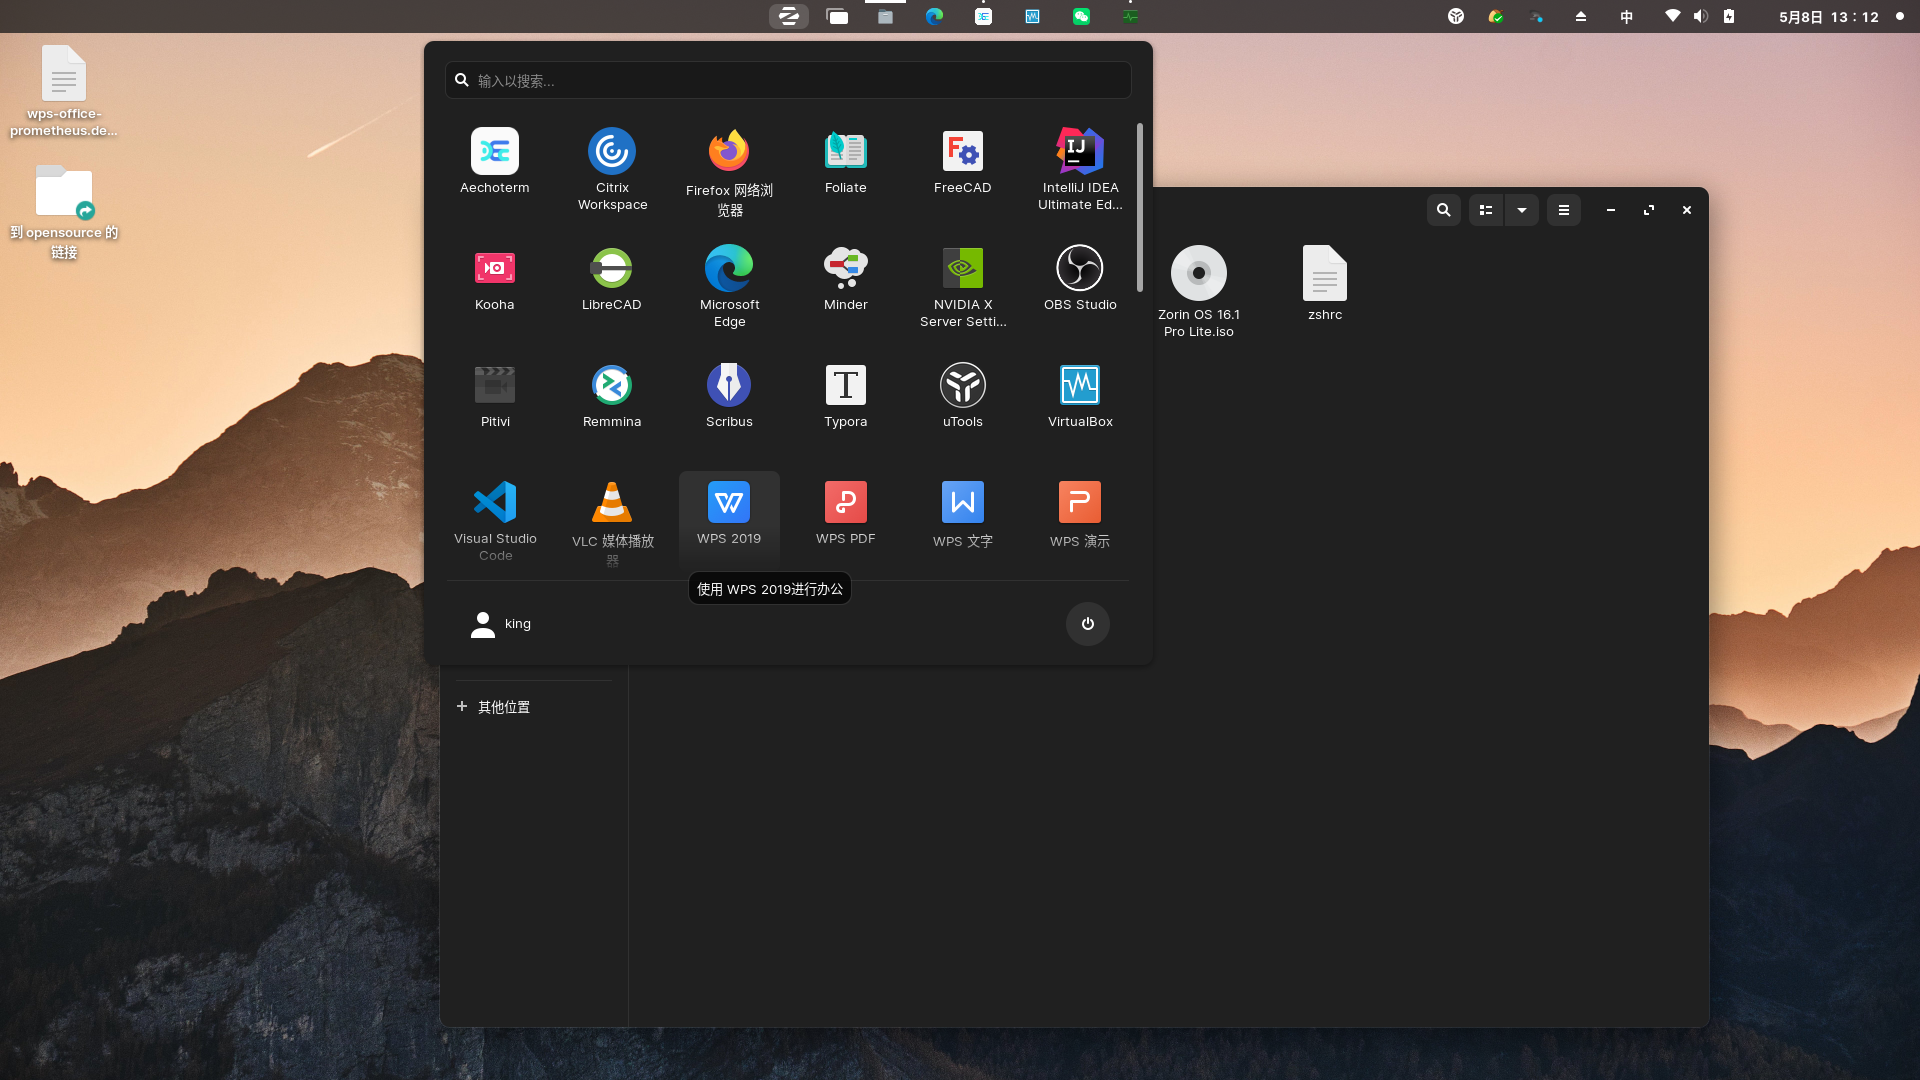 中
5月8日 13：12
wps-office-
prometheus.de...
到 opensource 的
链接
输入以搜索...
Aechoterm
Citrix
Workspace
Firefox 网络浏
览器
Foliate
FreeCAD
IntelliJ IDEA
Ultimate Ed...
Kooha
LibreCAD
Microsoft
Edge
Minder
NVIDIA X
Server Setti...
OBS Studio
Pitivi
Remmina
Scribus
Typora
uTools
VirtualBox
Visual Studio
Code
VLC 媒体播放
器
WPS 2019
WPS PDF
WPS 文字
WPS 演示
使用 WPS 2019进行办公
king
Zorin OS 16.1
Pro Lite.iso
zshrc
其他位置